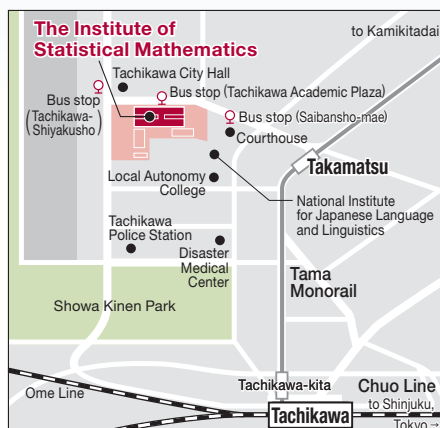 The Institute of
Statistical Mathematics
to Kamikitadai
Tachikawa City Hall
Bus stop (Tachikawa Academic Plaza)
Bus stop
(Tachikawa-
Shiyakusho)
Bus stop (Saibansho-mae)
Courthouse
Takamatsu
Local Autonomy
College
National Institute
for Japanese Language
and Linguistics
Tachikawa
Police Station
Disaster
Medical
Center
Tama
Monorail
Showa Kinen Park
Tachikawa-kita
Chuo Line
to Shinjuku,
Tokyo →
Ome Line
Tachikawa